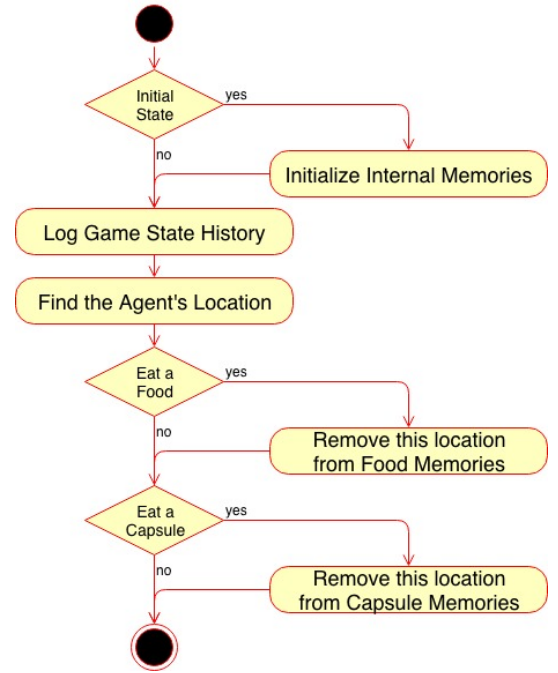 Initial
State
yes
no
Initialize Internal Memories
Log Game State History
Find the Agent's Location
Eat a
Food
yes
no
Remove this location
from Food Memories
Eat a
Capsule
yes
no
Remove this location
from Capsule Memories